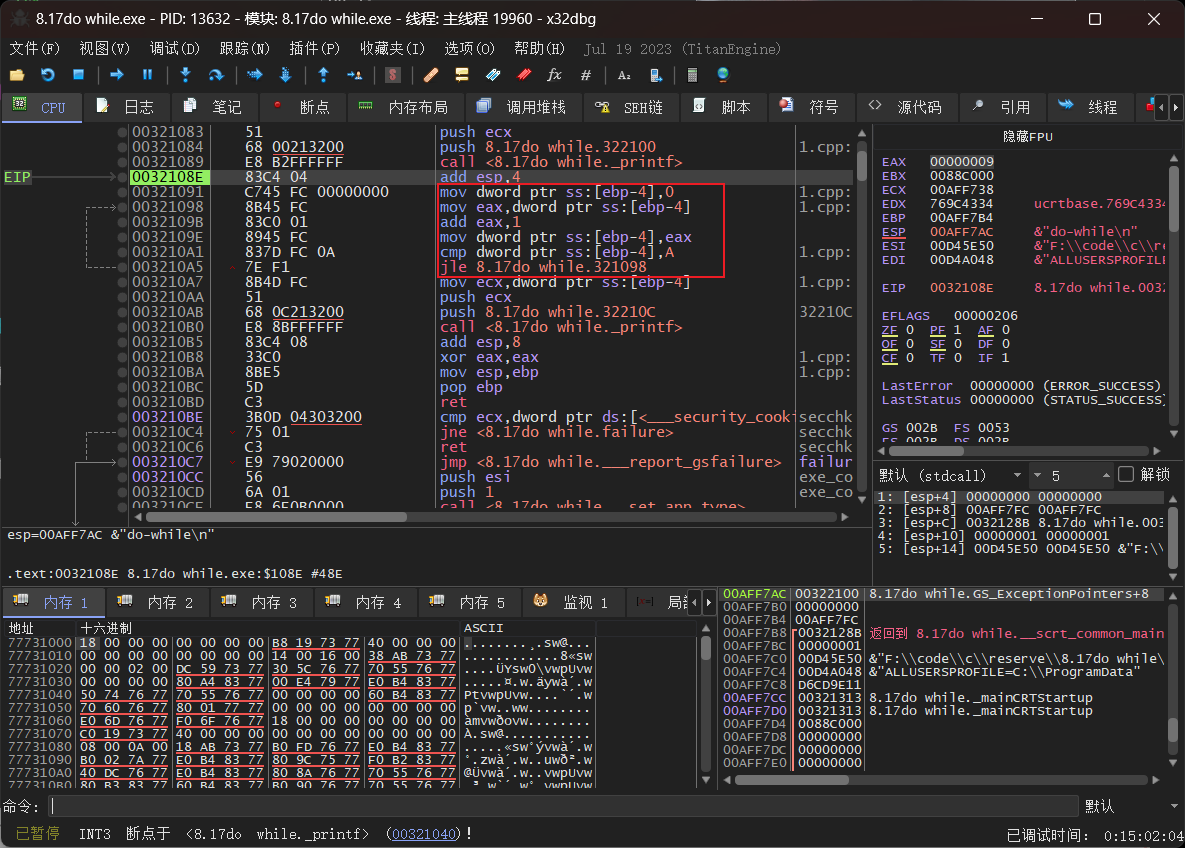 8.17do while.exe - PID: 13632 - 模块: 8.17do while.exe - 线程: 主线程 19960 - x32dbg
文件(F) 视图(V) 调试(D) 跟踪(N) 插件(P) 收藏夹(I) 选项(O) 帮助(H) Jul 19 2023 (TitanEngine)
CPU 日志 笔记 断点 内存布局 调用堆栈 SEH链 脚本 符号 源代码 引用 线程
00321083 51 push ecx
00321084 68 00213200 push 8.17do while.322100 1.cpp:
00321089 E8 B2FFFFFF call <8.17do while._printf>
EIP 0032108E 83C4 04 add esp,4
00321091 C745 FC 00000000 mov dword ptr ss:[ebp-4],0 1.cpp:
00321098 8B45 FC mov eax,dword ptr ss:[ebp-4] 1.cpp:
0032109B 83C0 01 add eax,1
0032109E 8945 FC mov dword ptr ss:[ebp-4],eax
003210A1 837D FC 0A cmp dword ptr ss:[ebp-4],A 1.cpp:
003210A5 7E F1 jle 8.17do while.321098
003210A7 8B4D FC mov ecx,dword ptr ss:[ebp-4] 1.cpp:
003210AA 51 push ecx
003210AB 68 0C213200 push 8.17do while.32210C 32210C
003210B0 E8 8BFFFFFF call <8.17do while._printf>
003210B5 83C4 08 add esp,8
003210B8 33C0 xor eax,eax 1.cpp:
003210BA 8BE5 mov esp,ebp 1.cpp:
003210BC 5D pop ebp
003210BD C3 ret
003210BE 3B0D 04303200 cmp ecx,dword ptr ds:[<___security_cooki secchk
003210C4 75 01 jne <8.17do while.failure> secchk
003210C6 C3 ret secchk
003210C7 E9 79020000 jmp <8.17do while.___report_gsfailure> failur
003210CC 56 push esi exe_co
003210CD 6A 01 push 1 exe_co
隐藏FPU
EAX 00000009
EBX 0088C000
ECX 00AFF738
EDX 769C4334 ucrtbase.769C4334
EBP 00AFF7B4
ESP 00AFF7AC &"do-while\n"
ESI 00D45E50 &"F:\\code\\c\\re
EDI 00D4A048 &"ALLUSERSPROFILE
EIP 0032108E 8.17do while.0032
EFLAGS 00000206
ZF 0 PF 1 AF 0
OF 0 SF 0 DF 0
CF 0 TF 0 IF 1
LastError 00000000 (ERROR_SUCCESS)
LastStatus 00000000 (STATUS_SUCCESS)
GS 002B FS 0053
默认 (stdcall) 5 解锁
1: [esp+4] 00000000 00000000
2: [esp+8] 00AFF7FC 00AFF7FC
3: [esp+C] 0032128B 8.17do while.003
4: [esp+10] 00000001 00000001
5: [esp+14] 00D45E50 00D45E50 &"F:\\
esp=00AFF7AC &"do-while\n"
.text:0032108E 8.17do while.exe:$108E #48E
内存 1 内存 2 内存 3 内存 4 内存 5 监视 1
地址 十六进制 ASCII
77731000 18 00 00 00 00 00 00 00 B8 19 73 77 40 00 00 00
77731010 00 00 00 00 00 00 00 00 14 00 16 00 38 AB 73 77
77731020 00 00 02 00 DC 59 73 77 30 5C 76 77 70 55 76 77
77731030 00 00 00 00 80 A4 83 77 00 E4 79 77 E0 B4 83 77
77731040 50 74 76 77 70 55 76 77 00 00 00 00 60 B4 83 77
77731050 70 60 76 77 80 01 77 77 00 00 00 00 00 00 00 00
77731060 E0 6D 76 77 F0 6F 76 77 18 00 00 00 00 00 00 00
77731070 C0 19 73 77 40 00 00 00 00 00 00 00 00 00 00 00
77731080 08 00 0A 00 18 AB 73 77 B0 FD 76 77 E0 B4 83 77
77731090 B0 02 7A 77 E0 B4 83 77 80 9C 75 77 F0 B2 83 77
777310A0 40 DC 76 77 E0 B4 83 77 80 8A 76 77 70 55 76 77
00AFF7AC 00322100 8.17do while.GS_ExceptionPointers+8
00AFF7B0 00000000
00AFF7B4 00AFF7FC
00AFF7B8 0032128B 返回到 8.17do while.__scrt_common_main
00AFF7BC 00000001
00AFF7C0 00D45E50 &"F:\\code\\c\\reserve\\8.17do while\
00AFF7C4 00D4A048 &"ALLUSERSPROFILE=C:\\ProgramData"
00AFF7C8 D6CD9E11
00AFF7CC 00321313 8.17do while._mainCRTStartup
00AFF7D0 00321313 8.17do while._mainCRTStartup
00AFF7D4 0088C000
00AFF7D8 00000000
00AFF7DC 00000000
00AFF7E0 00000000
命令: 默认
已暂停 INT3 断点于 <8.17do while._printf> (00321040)! 已调试时间: 0:15:02:04